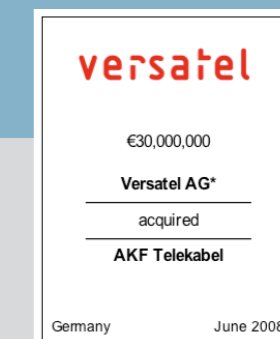 versatel
€30,000,000
Versatel AG*
acquired
AKF Telekabel
Germany June 2008